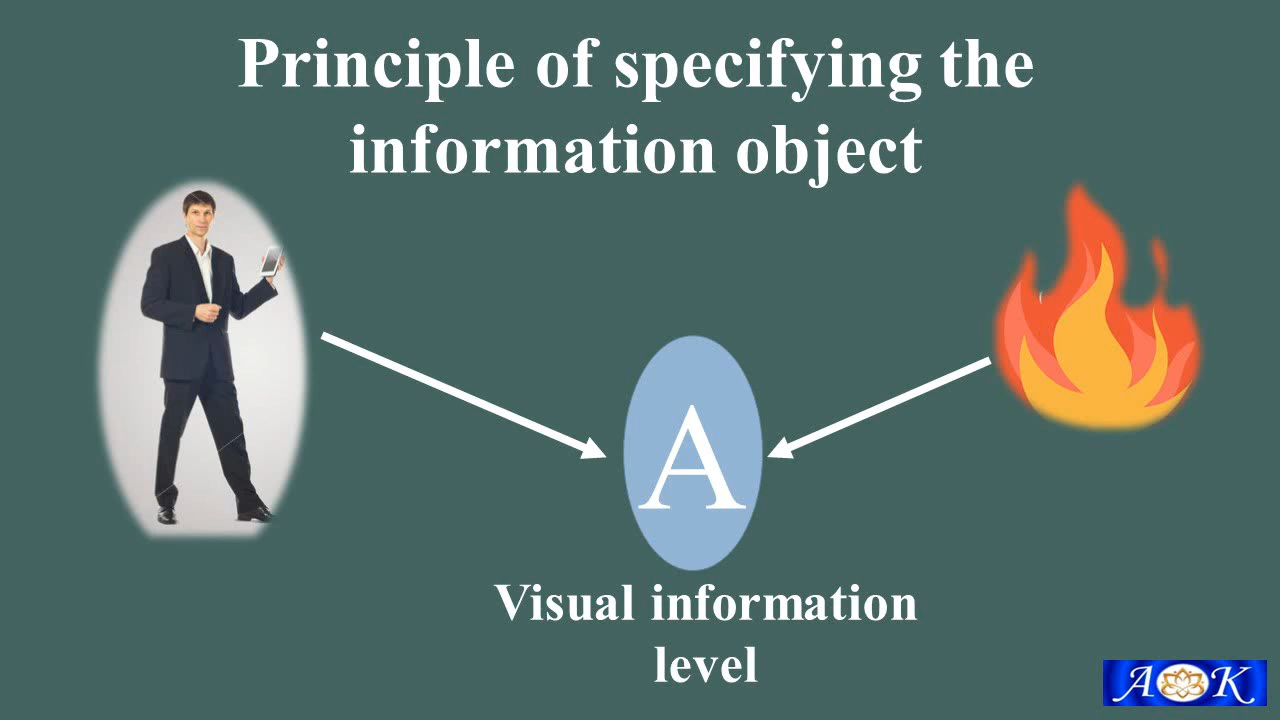 Principle of specifying the
information object
A
Visual information
level
A K